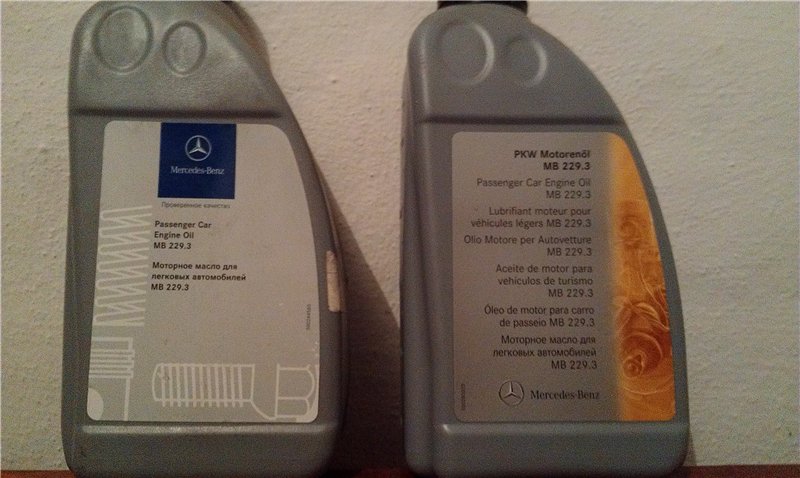 Mercedes-Benz
Проверенное качество
Passenger Car
Engine Oil
MB 229.3
Моторное масло для
легковых автомобилей
MB 229.3
PKW Motorenöl
MB 229.3
Passenger Car Engine Oil
MB 229.3
Lubrifiant moteur pour
véhicules légers MB 229.3
Olio Motore per Autovetture
MB 229.3
Aceite de motor para
vehículos de turismo
MB 229.3
Óleo de motor para carro
de passeio MB 229.3
Моторное масло для
легковых автомобилей
MB 229.3
Mercedes-Benz